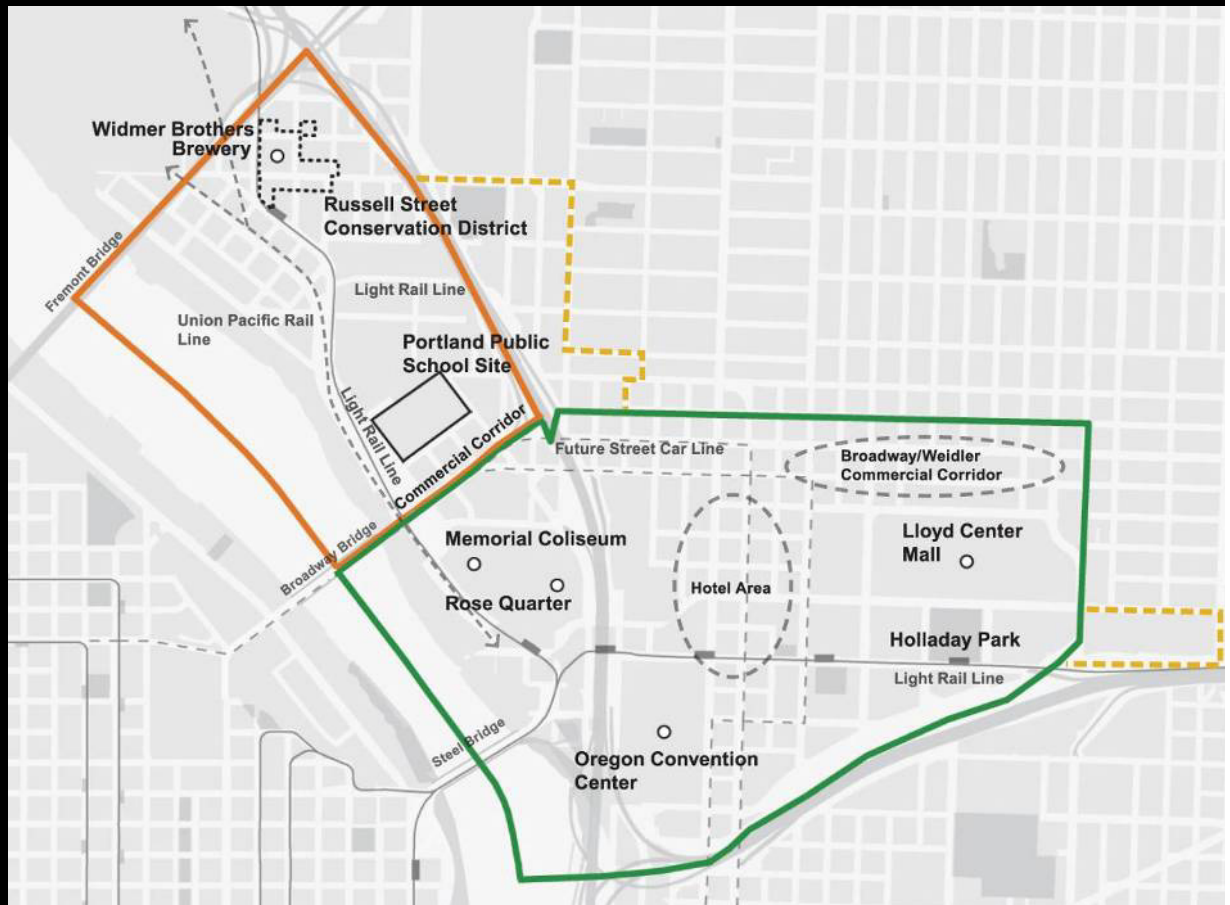 Widmer Brothers
Brewery
Russell Street
Conservation District
Fremont Bridge
Light Rail Line
Union Pacific Rail
Line
Portland Public
School Site
Light Rail Line
Commercial Corridor
Future Street Car Line
Broadway/Weidler
Commercial Corridor
Broadway Bridge
Memorial Coliseum
Lloyd Center
Mall
Rose Quarter
Hotel Area
Holladay Park
Light Rail Line
Steel Bridge
Oregon Convention
Center